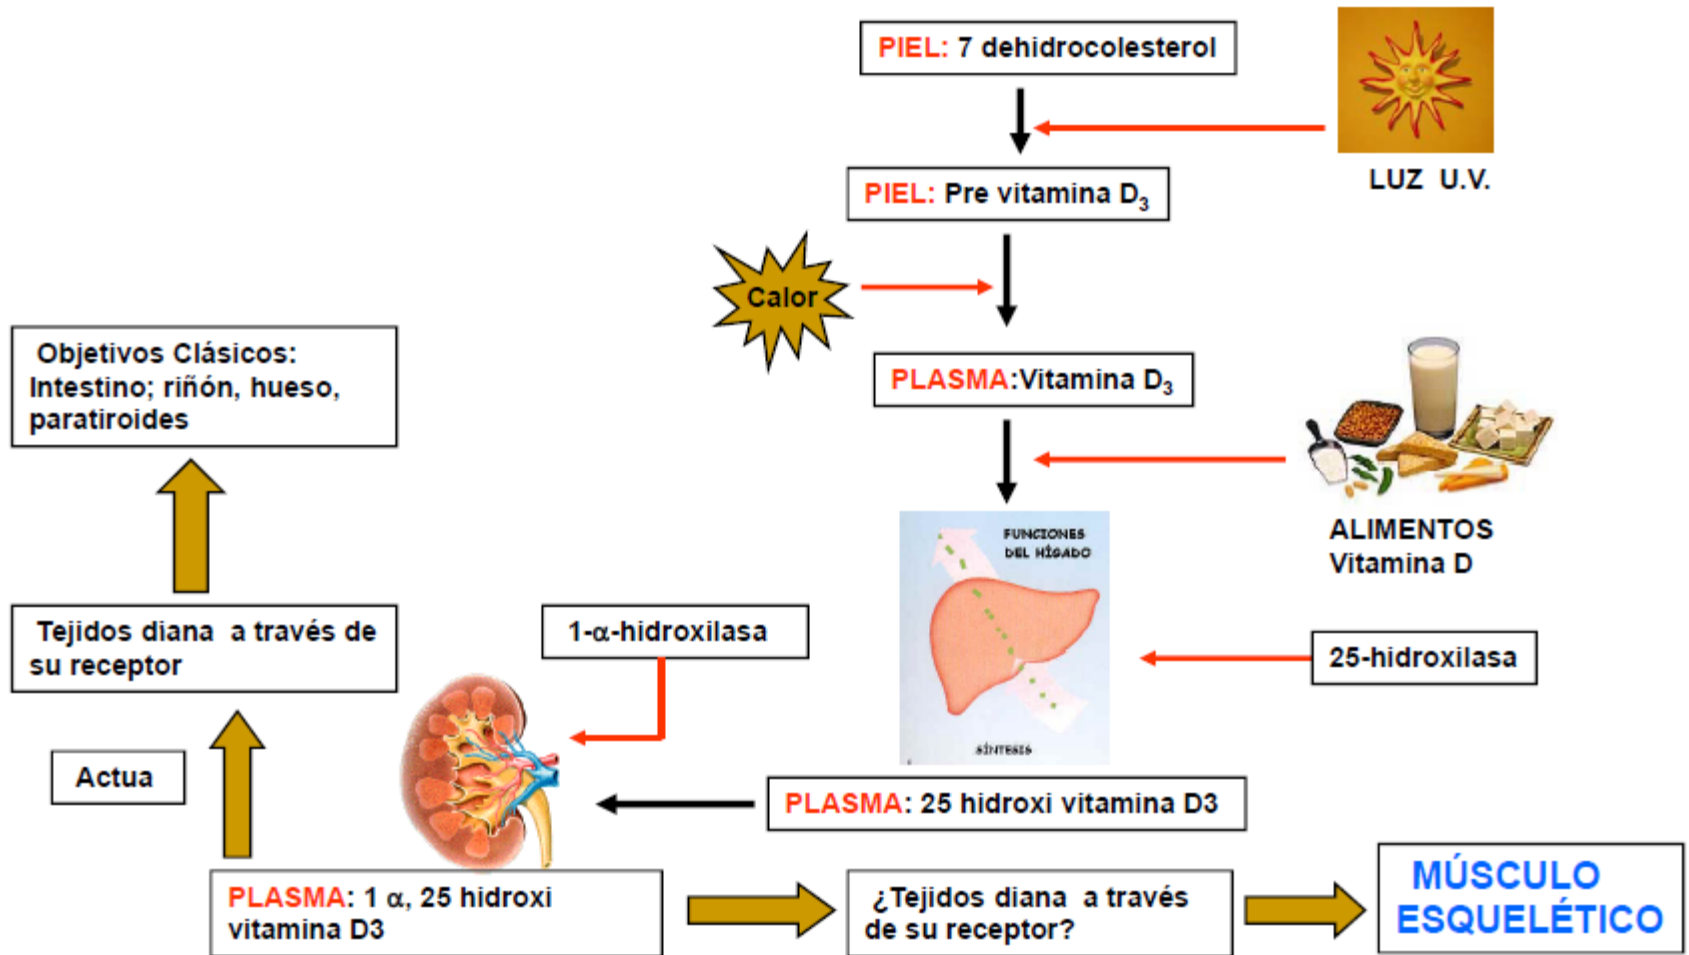 PIEL: 7 dehidrocolesterol
LUZ U.V.
PIEL: Pre vitamina D₃
Calor
PLASMA:Vitamina D₃
ALIMENTOS
Vitamina D
FUNCIONES
DEL HÍGADO
SÍNTESIS
25-hidroxilasa
1-α-hidroxilasa
PLASMA: 25 hidroxi vitamina D3
PLASMA: 1 α, 25 hidroxi
vitamina D3
Actua
Tejidos diana a través de
su receptor
Objetivos Clásicos:
Intestino; riñón, hueso,
paratiroides
¿Tejidos diana a través
de su receptor?
MÚSCULO
ESQUELÉTICO